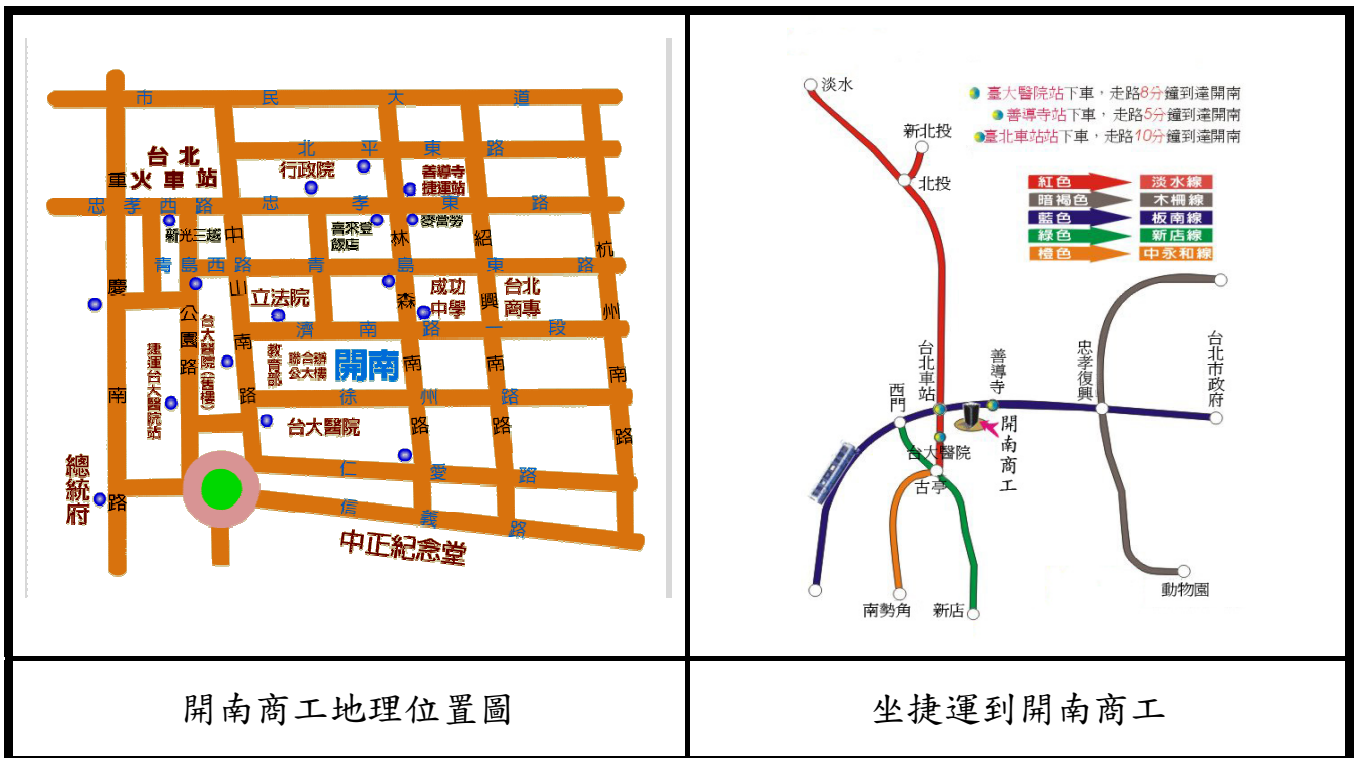 市民大道
北平東路
台北
火車站
行政院
善導寺
捷運站
忠孝西路
忠孝東路
新光三越
喜來登
飯店
麥當勞
青島西路
青島東路
立法院
成功
中學
台北
商專
濟南路一段
重慶南路
公園路
中山南路
林森南路
紹興南路
杭州南路
捷運台大醫院站
台大醫院(舊樓)
教育部
聯合辦
公大樓
開南
徐州路
台大醫院
仁愛路
信義路
總統府
中正紀念堂
開南商工地理位置圖
淡水
新北投
北投
臺大醫院站下車,走路8分鐘到達開南
善導寺站下車,走路5分鐘到達開南
臺北車站站下車,走路10分鐘到達開南
紅色 淡水線
暗褐色 木柵線
藍色 板南線
綠色 新店線
橙色 中永和線
台北車站
善導寺
忠孝復興
台北市政府
西門
開南商工
台大醫院
古亭
南勢角
新店
動物園
坐捷運到開南商工